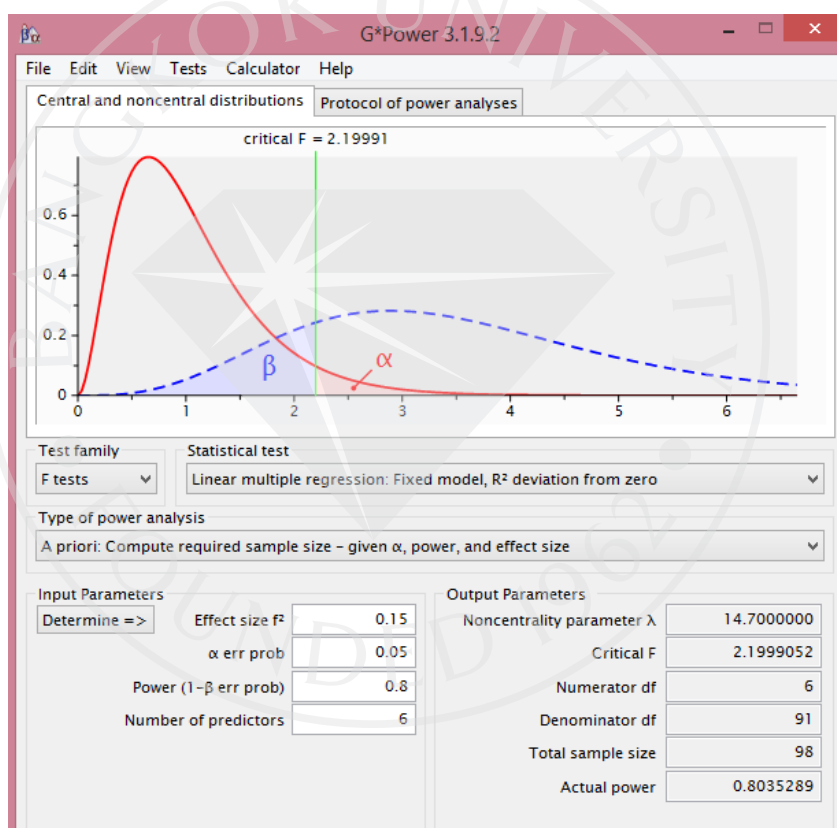 G*Power 3.1.9.2
File Edit View Tests Calculator Help
Central and noncentral distributions Protocol of power analyses
critical F = 2.19991
0.6
0.4
0.2
0
β
α
0 1 2 3 4 5 6
Test family Statistical test
F tests Linear multiple regression: Fixed model, R² deviation from zero
Type of power analysis
A priori: Compute required sample size – given α, power, and effect size
Input Parameters
Determine => Effect size f² 0.15
α err prob 0.05
Power (1-β err prob) 0.8
Number of predictors 6
Output Parameters
Noncentrality parameter λ 14.7000000
Critical F 2.1999052
Numerator df 6
Denominator df 91
Total sample size 98
Actual power 0.8035289
BANGKOK UNIVERSITY
FOUNDED 1962